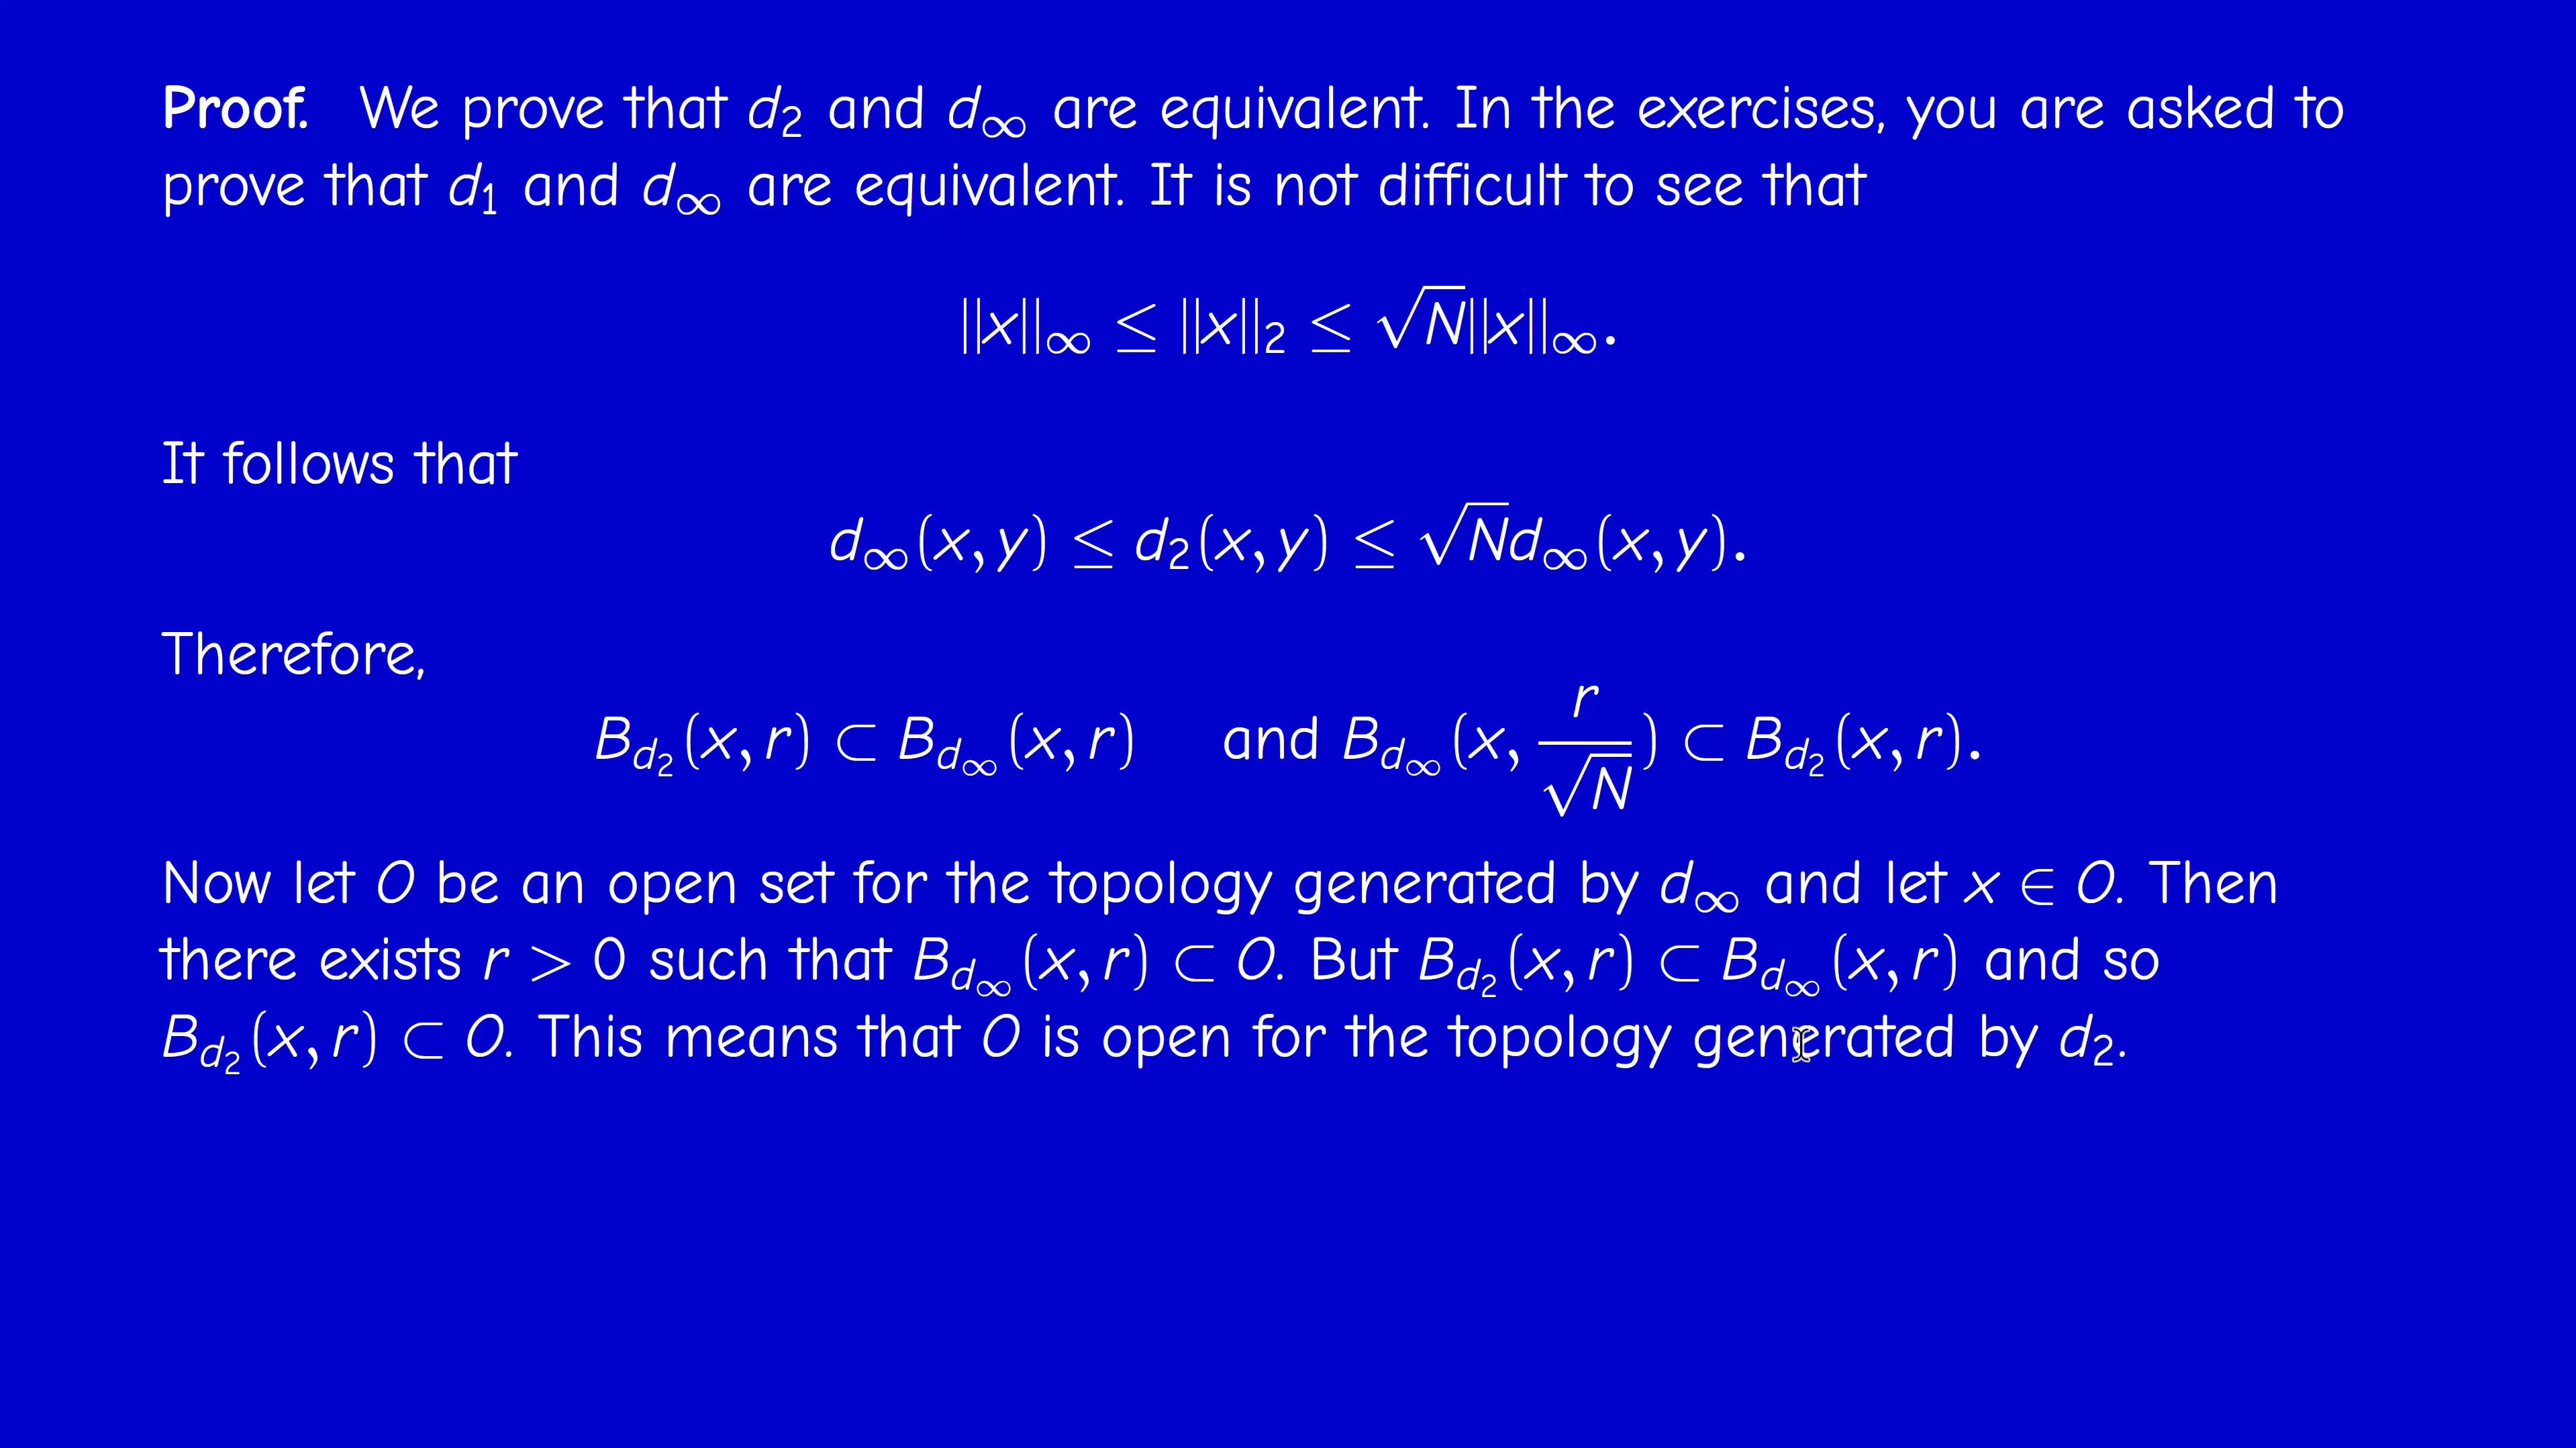 Proof. We prove that d₂ and d∞ are equivalent. In the exercises, you are asked to
prove that d₁ and d∞ are equivalent. It is not difficult to see that
||x||∞ ≤ ||x||₂ ≤ √N||x||∞.
It follows that
d∞(x, y) ≤ d₂(x, y) ≤ √Nd∞(x, y).
Therefore,
B_{d₂}(x, r) ⊂ B_{d∞}(x, r) and B_{d∞}(x, r/√N) ⊂ B_{d₂}(x, r).
Now let O be an open set for the topology generated by d∞ and let x ∈ O. Then
there exists r > 0 such that B_{d∞}(x, r) ⊂ O. But B_{d₂}(x, r) ⊂ B_{d∞}(x, r) and so
B_{d₂}(x, r) ⊂ O. This means that O is open for the topology generated by d₂.